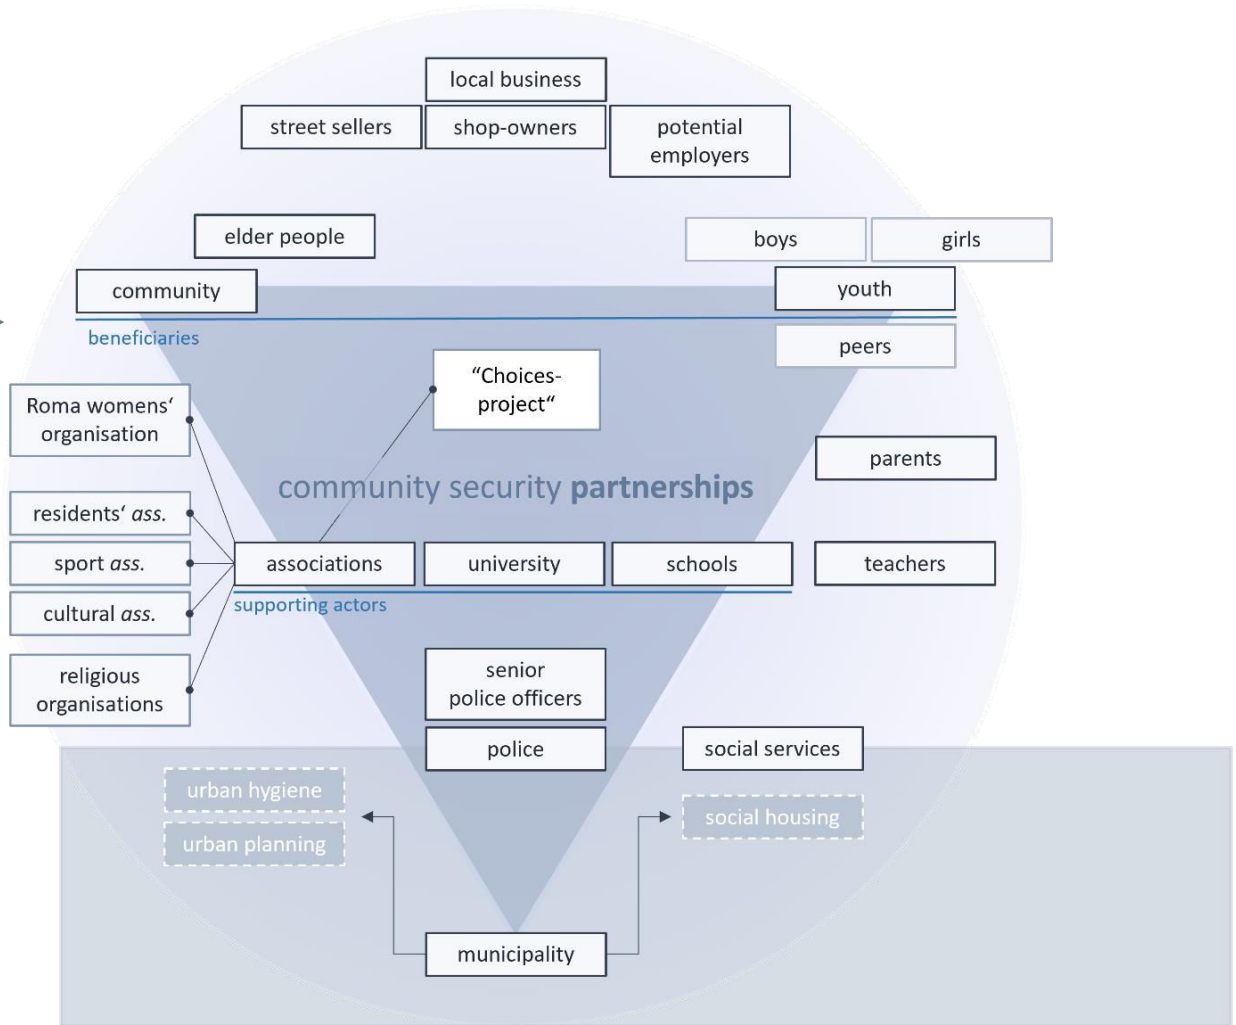 local business
street sellers
shop-owners
potential
employers
elder people
boys
girls
community
youth
beneficiaries
peers
“Choices-
project“
Roma womens‘
organisation
parents
community security partnerships
residents‘ ass.
sport ass.
associations
university
schools
teachers
cultural ass.
supporting actors
religious
organisations
senior
police officers
police
social services
urban hygiene
social housing
urban planning
municipality